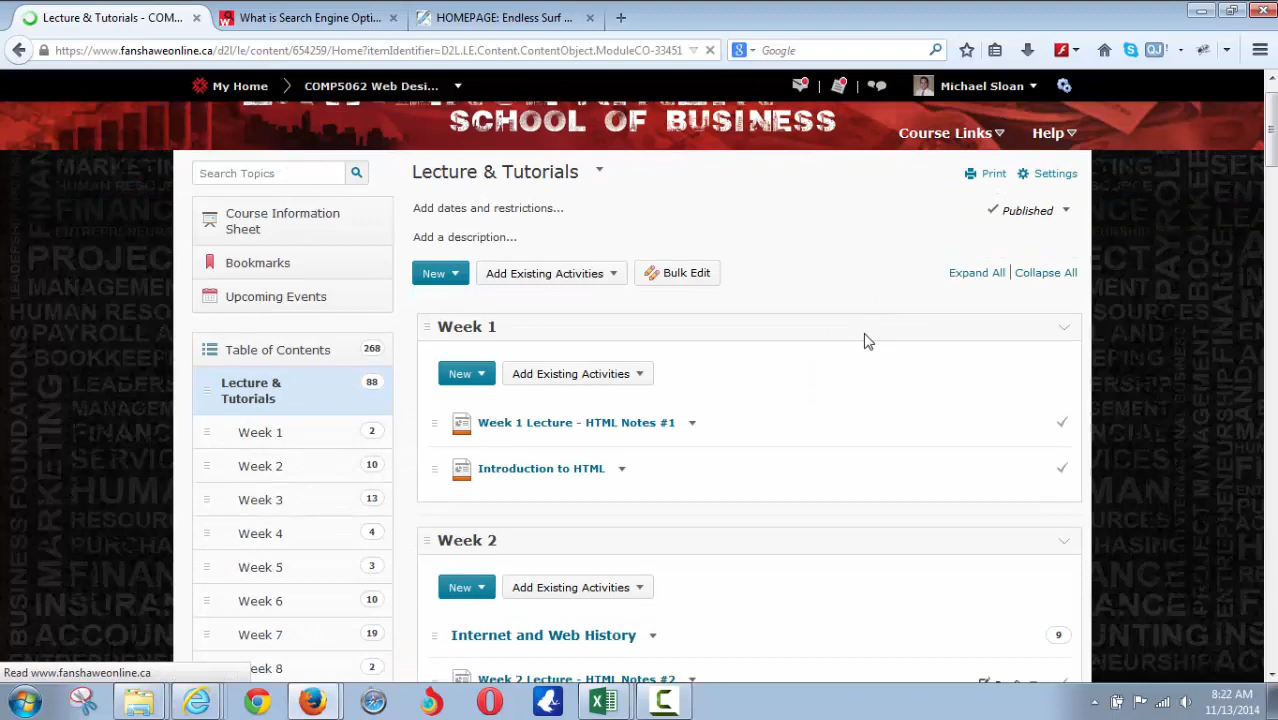 Lecture & Tutorials - COM...
What is Search Engine Opti...
HOMEPAGE: Endless Surf ...
https://www.fanshaweonline.ca/d2l/le/content/654259/Home?itemIdentifier=D2L.LE.Content.ContentObject.ModuleCO-33451
Google
QJ!
My Home
COMP5062 Web Desi...
Michael Sloan
SCHOOL OF BUSINESS
Course Links
Help
Search Topics
Lecture & Tutorials
Print
Settings
Course Information
Sheet
Add dates and restrictions...
Published
Add a description...
Bookmarks
New
Add Existing Activities
Bulk Edit
Expand All
Collapse All
Upcoming Events
Week 1
Table of Contents
268
New
Add Existing Activities
Lecture &
Tutorials
88
Week 1 Lecture - HTML Notes #1
Week 1
2
Week 2
10
Introduction to HTML
Week 3
13
Week 4
4
Week 2
Week 5
3
New
Add Existing Activities
Week 6
10
Week 7
19
Internet and Web History
9
eek 8
2
Week 2 Lecture - HTML Notes #2
Read www.fanshaweonline.ca
8:22 AM
11/13/2014